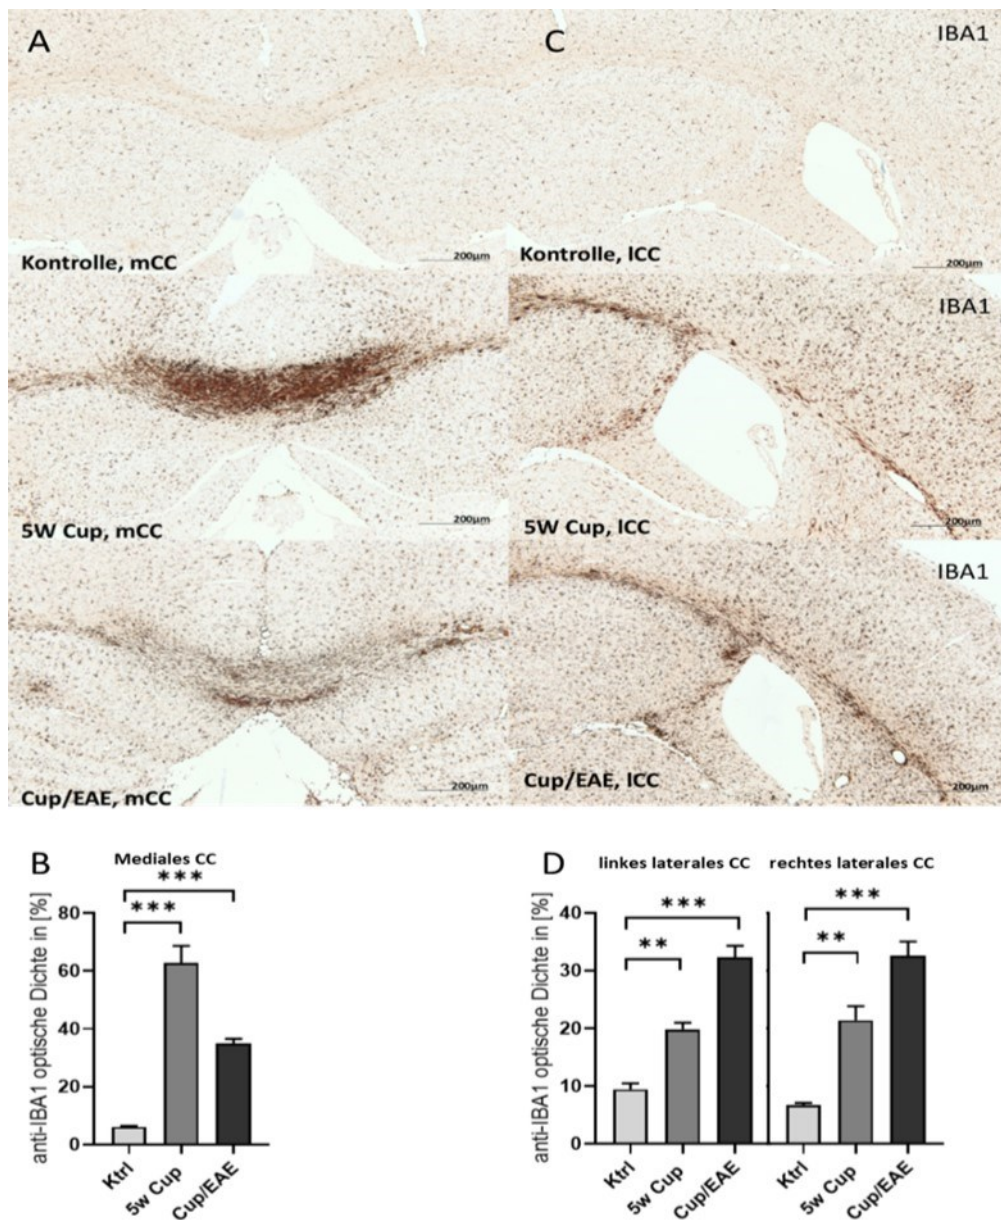 A
C
IBA1
Kontrolle, mCC
200µm
Kontrolle, lCC
200µm
IBA1
5W Cup, mCC
200µm
5W Cup, lCC
200µm
IBA1
Cup/EAE, mCC
200µm
Cup/EAE, lCC
200µm
B
Mediales CC
***
***
anti-IBA1 optische Dichte in [%]
80
60
40
20
0
Ktrl
5w Cup
Cup/EAE
D
linkes laterales CC
rechtes laterales CC
***
**
***
**
anti-IBA1 optische Dichte in [%]
40
30
20
10
0
Ktrl
5w Cup
Cup/EAE
Ktrl
5w Cup
Cup/EAE